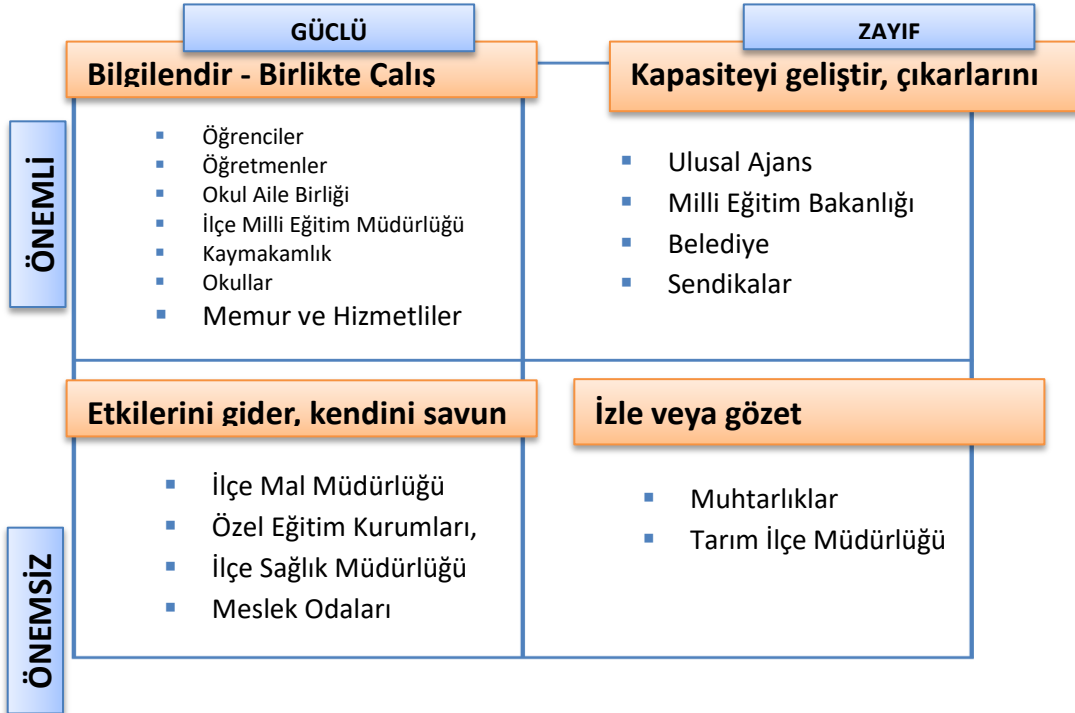 GÜÇLÜ
ZAYIF
Bilgilendir - Birlikte Çalış
Kapasiteyi geliştir, çıkarlarını
ÖNEMLİ
▪ Öğrenciler
▪ Öğretmenler
▪ Okul Aile Birliği
▪ İlçe Milli Eğitim Müdürlüğü
▪ Kaymakamlık
▪ Okullar
▪ Memur ve Hizmetliler
▪ Ulusal Ajans
▪ Milli Eğitim Bakanlığı
▪ Belediye
▪ Sendikalar
Etkilerini gider, kendini savun
İzle veya gözet
ÖNEMSİZ
▪ İlçe Mal Müdürlüğü
▪ Özel Eğitim Kurumları,
▪ İlçe Sağlık Müdürlüğü
▪ Meslek Odaları
▪ Muhtarlıklar
▪ Tarım İlçe Müdürlüğü